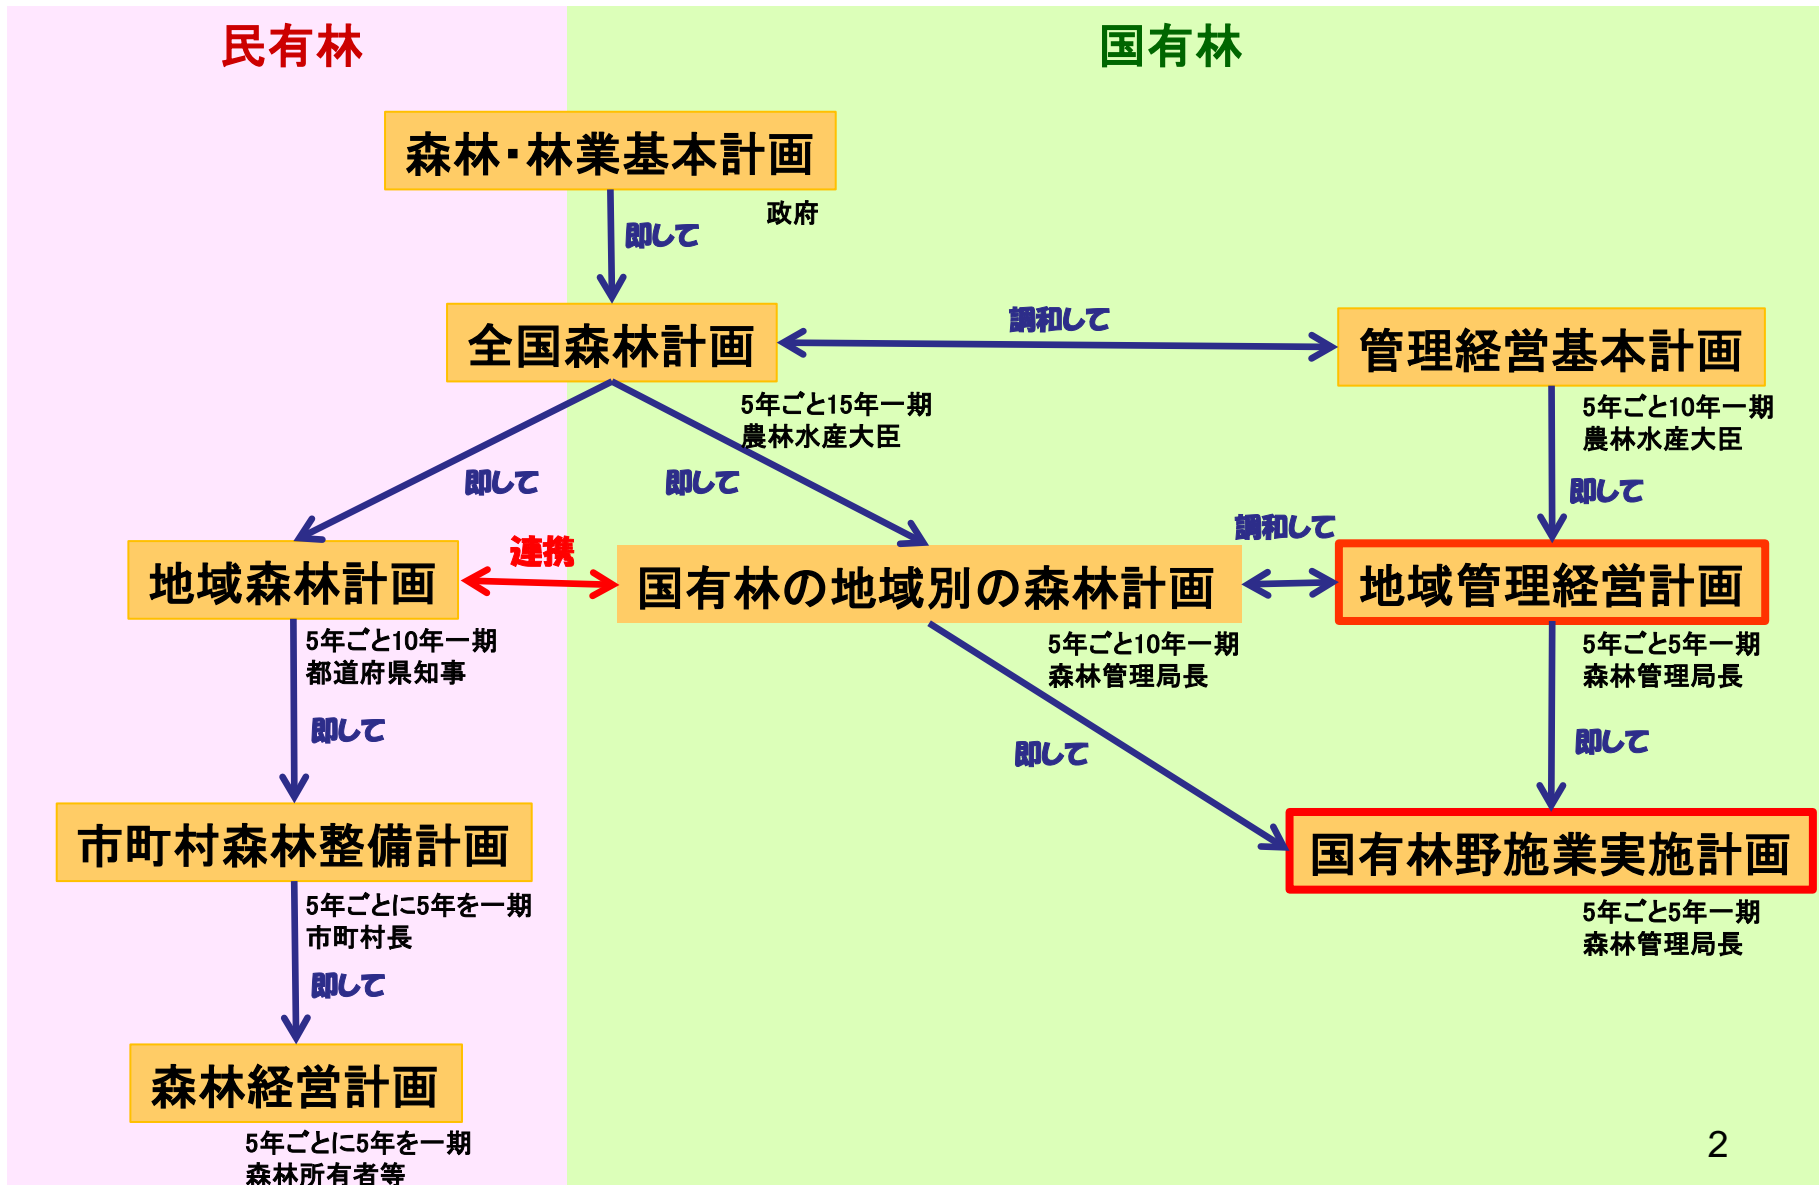 民有林
国有林
森林・林業基本計画
政府
即して
全国森林計画
調和して
管理経営基本計画
5年ごと15年一期
農林水産大臣
5年ごと10年一期
農林水産大臣
即して
即して
即して
地域森林計画
連携
国有林の地域別の森林計画
調和して
地域管理経営計画
5年ごと10年一期
都道府県知事
5年ごと10年一期
森林管理局長
5年ごと5年一期
森林管理局長
即して
即して
即して
市町村森林整備計画
国有林野施業実施計画
5年ごとに5年を一期
市町村長
5年ごと5年一期
森林管理局長
即して
森林経営計画
5年ごとに5年を一期
森林所有者等
2